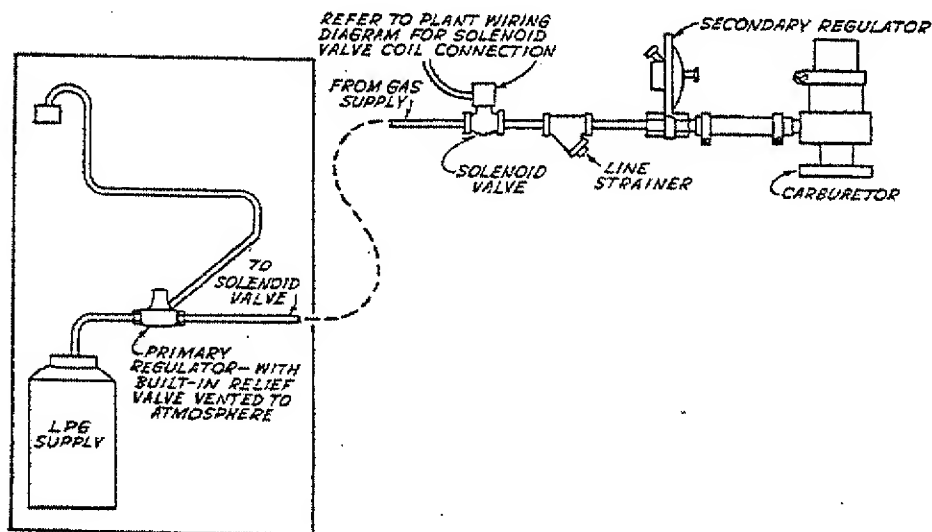 REFER TO PLANT WIRING
DIAGRAM FOR SOLENOID
VALVE COIL CONNECTION
SECONDARY REGULATOR
FROM GAS
SUPPLY
SOLENOID
VALVE
LINE
STRAINER
CARBURETOR
TO
SOLENOID
VALVE
PRIMARY
REGULATOR-WITH
BUILT-IN RELIEF
VALVE VENTED TO
ATMOSPHERE
LPG
SUPPLY